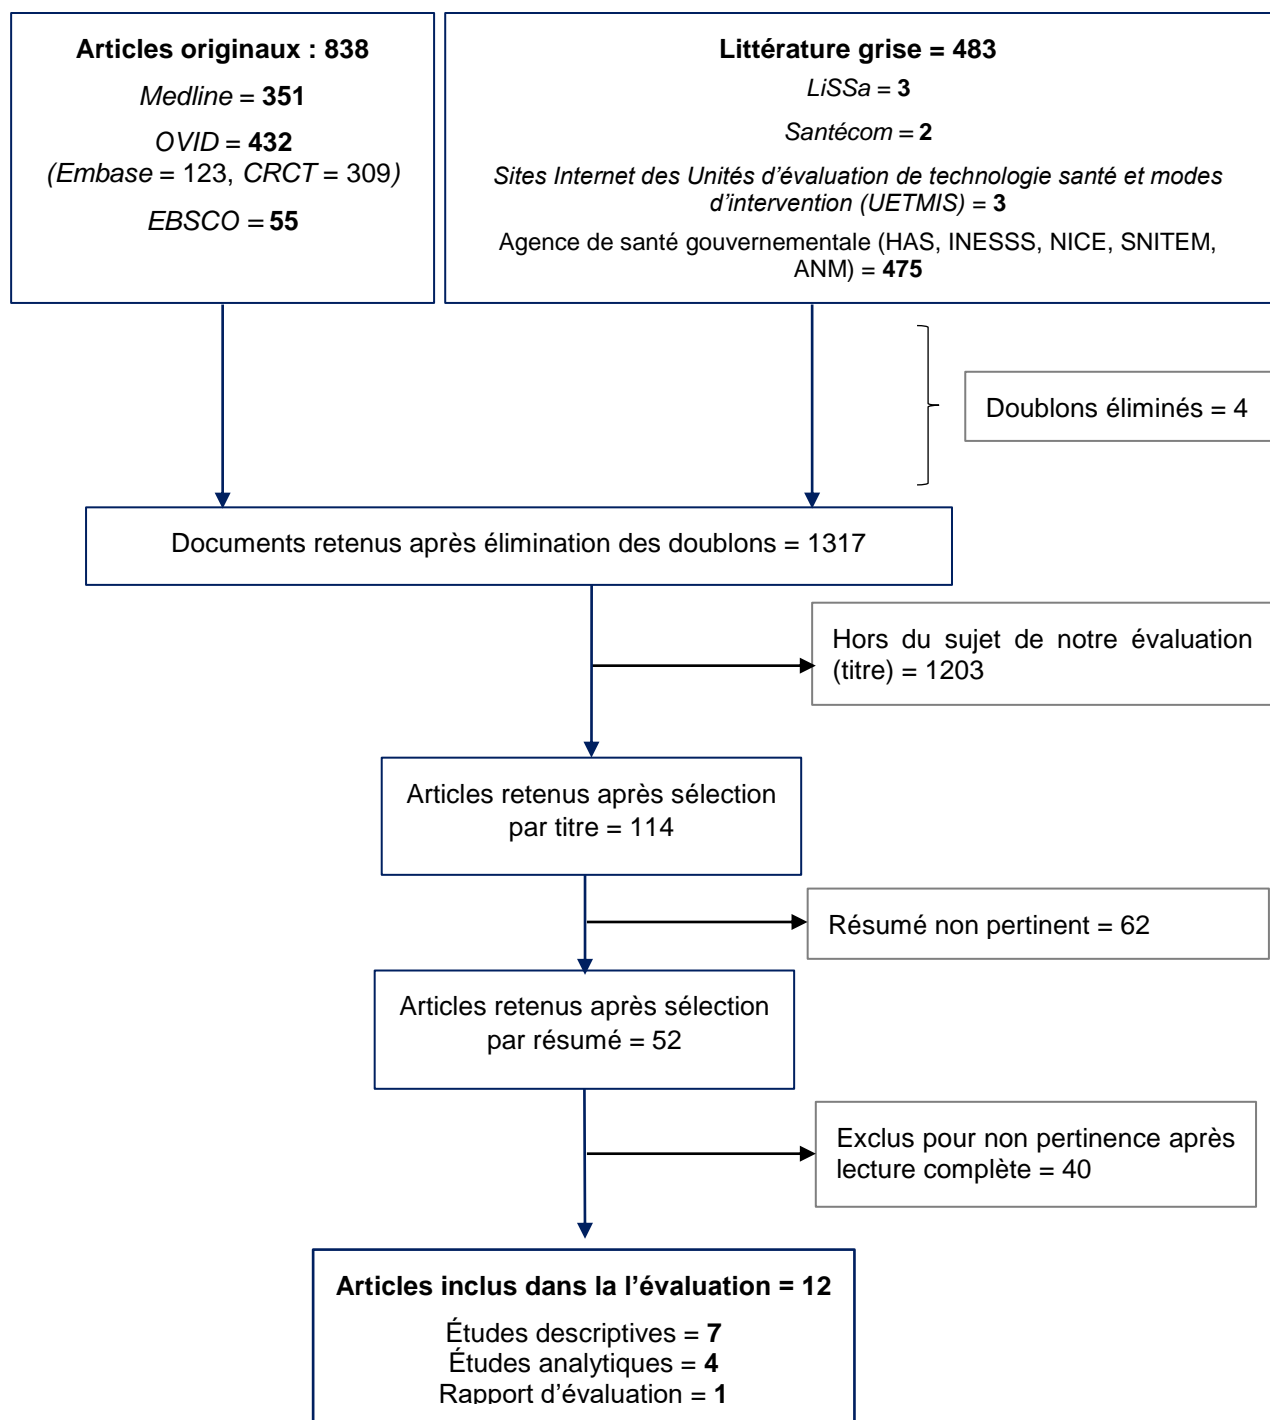 Articles originaux : 838
Medline = 351
OVID = 432
(Embase = 123, CRCT = 309)
EBSCO = 55
Littérature grise = 483
LiSSa = 3
Santécom = 2
Sites Internet des Unités d'évaluation de technologie santé et modes
d'intervention (UETMIS) = 3
Agence de santé gouvernementale (HAS, INESSS, NICE, SNITEM,
ANM) = 475
Doublons éliminés = 4
Documents retenus après élimination des doublons = 1317
Hors du sujet de notre évaluation
(titre) = 1203
Articles retenus après sélection
par titre = 114
Résumé non pertinent = 62
Articles retenus après sélection
par résumé = 52
Exclus pour non pertinence après
lecture complète = 40
Articles inclus dans la l'évaluation = 12
Études descriptives = 7
Études analytiques = 4
Rapport d'évaluation = 1